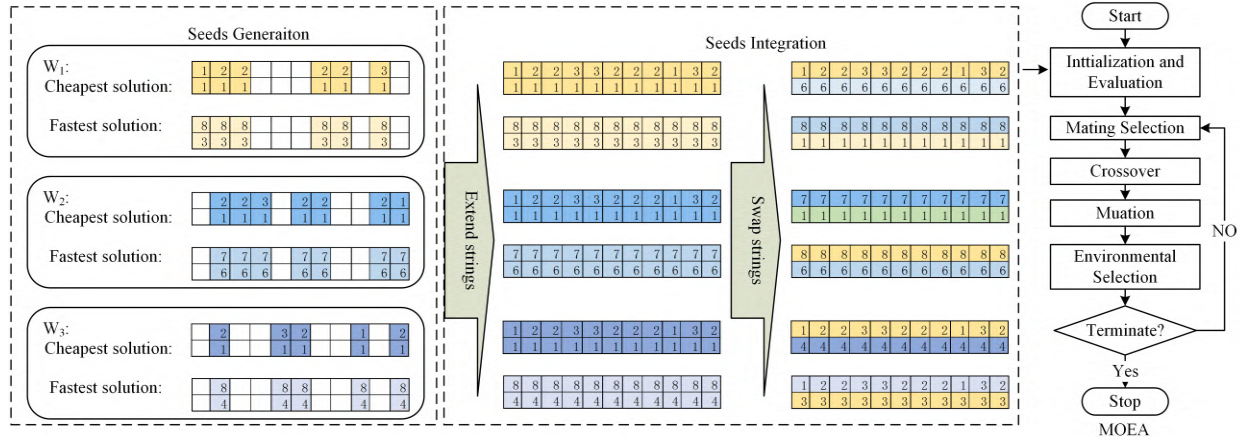 Seeds Generaiton
W1:
Cheapest solution:
1 2 2 2 2 3
1 1 1 1 1 1
Fastest solution:
8 8 8 8 8 8
3 3 3 3 3 3
W2:
Cheapest solution:
2 2 3 2 2 2 1
1 1 1 1 1 1 1
Fastest solution:
7 7 7 7 7 7 7
6 6 6 6 6 6 6
W3:
Cheapest solution:
2 3 2 1 2
1 1 1 1 1
Fastest solution:
8 8 8 8 8
4 4 4 4 4
Seeds Integration
Extend strings
1 2 2 3 3 2 2 2 1 3 2
1 1 1 1 1 1 1 1 1 1 1
8 8 8 8 8 8 8 8 8 8 8
3 3 3 3 3 3 3 3 3 3 3
1 2 2 3 3 2 2 2 1 3 2
1 1 1 1 1 1 1 1 1 1 1
7 7 7 7 7 7 7 7 7 7 7
6 6 6 6 6 6 6 6 6 6 6
1 2 2 3 3 2 2 2 1 3 2
1 1 1 1 1 1 1 1 1 1 1
8 8 8 8 8 8 8 8 8 8 8
4 4 4 4 4 4 4 4 4 4 4
Swap strings
1 2 2 3 3 2 2 2 1 3 2
6 6 6 6 6 6 6 6 6 6 6
8 8 8 8 8 8 8 8 8 8 8
1 1 1 1 1 1 1 1 1 1 1
7 7 7 7 7 7 7 7 7 7 7
1 1 1 1 1 1 1 1 1 1 1
8 8 8 8 8 8 8 8 8 8 8
6 6 6 6 6 6 6 6 6 6 6
1 2 2 3 3 2 2 2 1 3 2
4 4 4 4 4 4 4 4 4 4 4
1 2 2 3 3 2 2 2 1 3 2
3 3 3 3 3 3 3 3 3 3 3
Start
Inttialization and
Evaluation
Mating Selection
Crossover
Muation
NO
Environmental
Selection
Terminate?
Yes
Stop
MOEA